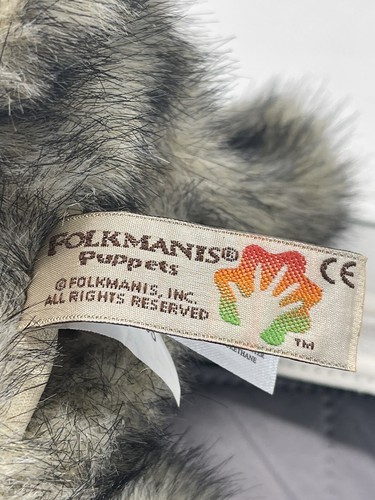 FOLKMANIS®
Puppets
© FOLKMANIS, INC.
ALL RIGHTS RESERVED
CE
™